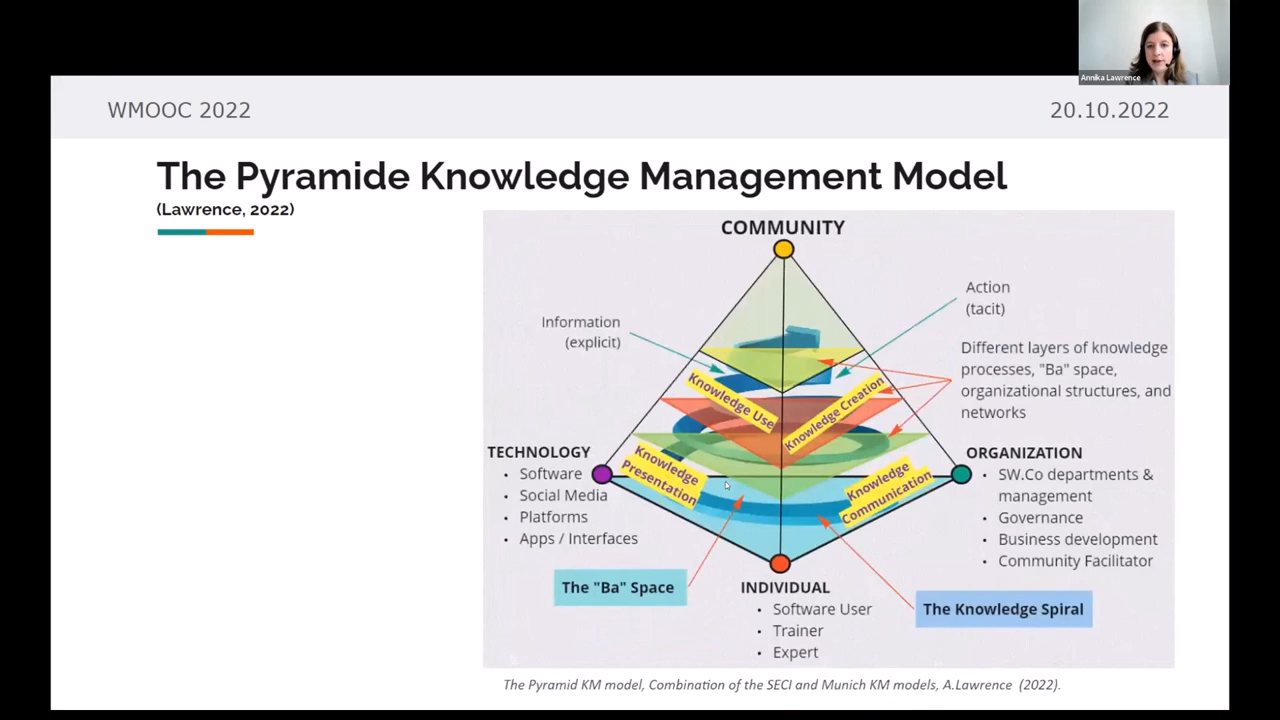 Annika Lawrence
WMOOC 2022
20.10.2022
The Pyramide Knowledge Management Model
(Lawrence, 2022)
COMMUNITY
Information
(explicit)
Action
(tacit)
Different layers of knowledge
processes, "Ba" space,
organizational structures, and
networks
Knowledge Use
Knowledge Creation
Knowledge
Presentation
Knowledge
Communication
TECHNOLOGY
• Software
• Social Media
• Platforms
• Apps / Interfaces
ORGANIZATION
• SW.Co departments &
management
• Governance
• Business development
• Community Facilitator
The "Ba" Space
INDIVIDUAL
• Software User
• Trainer
• Expert
The Knowledge Spiral
The Pyramid KM model, Combination of the SECI and Munich KM models, A.Lawrence (2022).